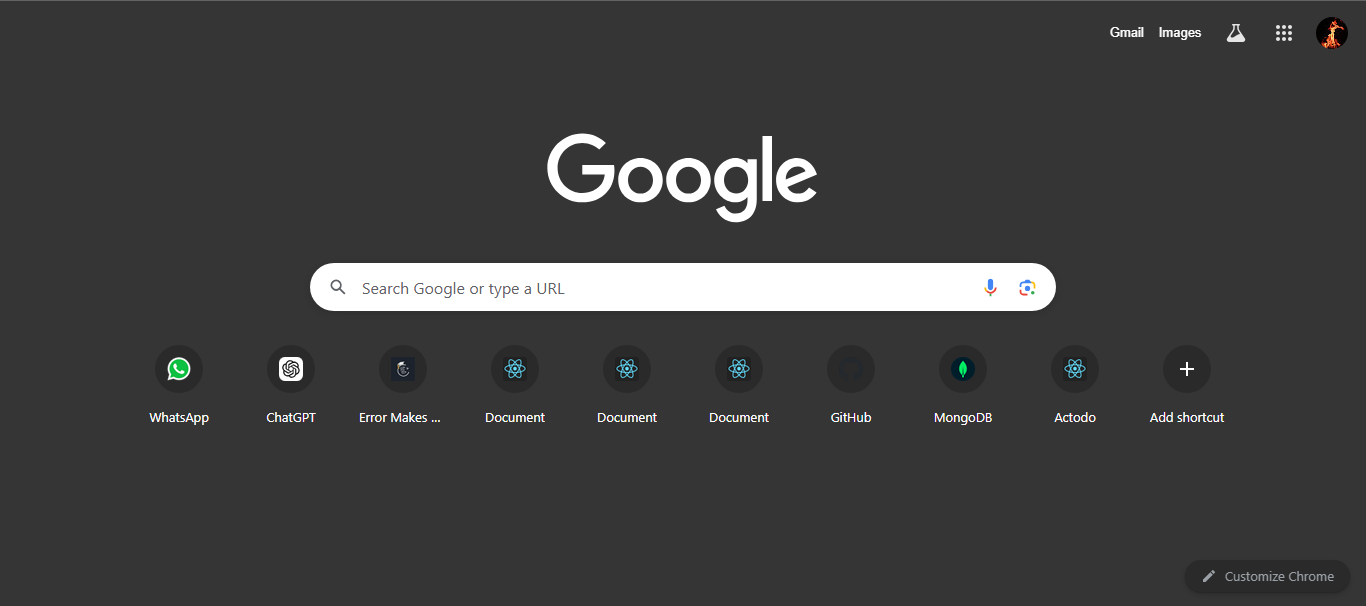 Gmail Images
Google
Search Google or type a URL
WhatsApp ChatGPT Error Makes ... Document Document Document GitHub MongoDB Actodo Add shortcut
Customize Chrome